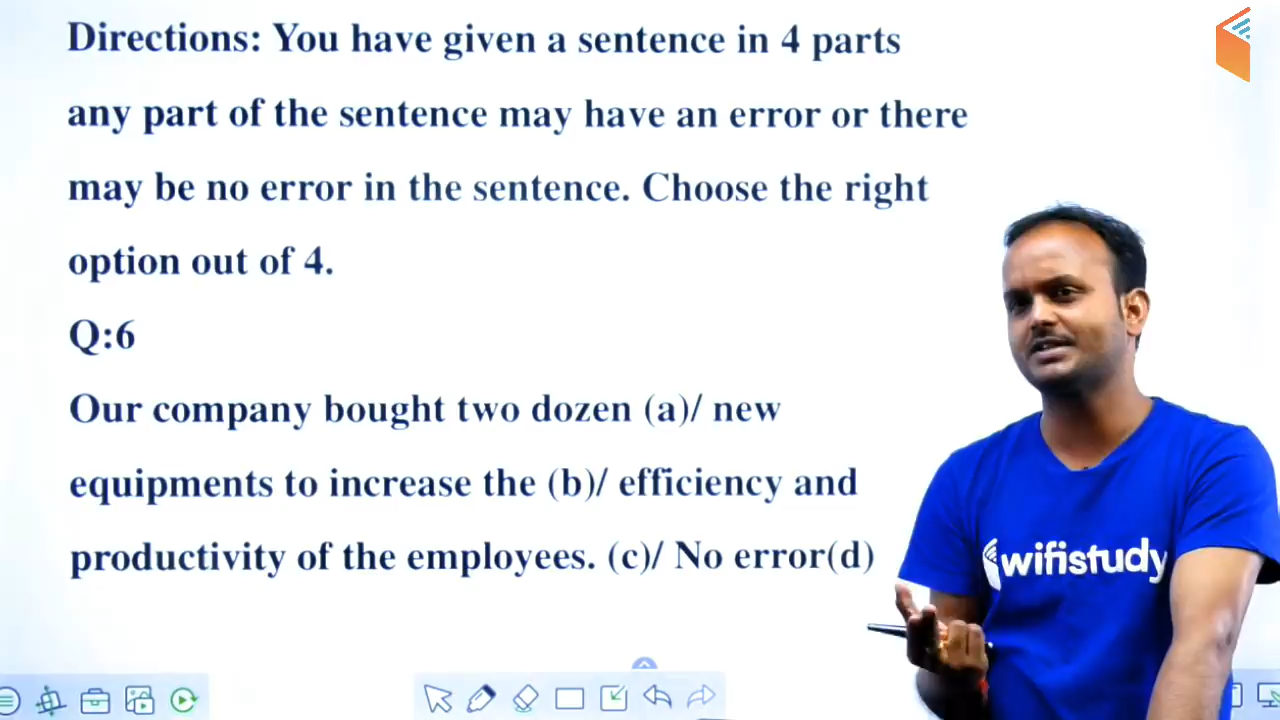 Directions: You have given a sentence in 4 parts
any part of the sentence may have an error or there
may be no error in the sentence. Choose the right
option out of 4.
Q:6
Our company bought two dozen (a)/ new
equipments to increase the (b)/ efficiency and
productivity of the employees. (c)/ No error(d)
wifistudy